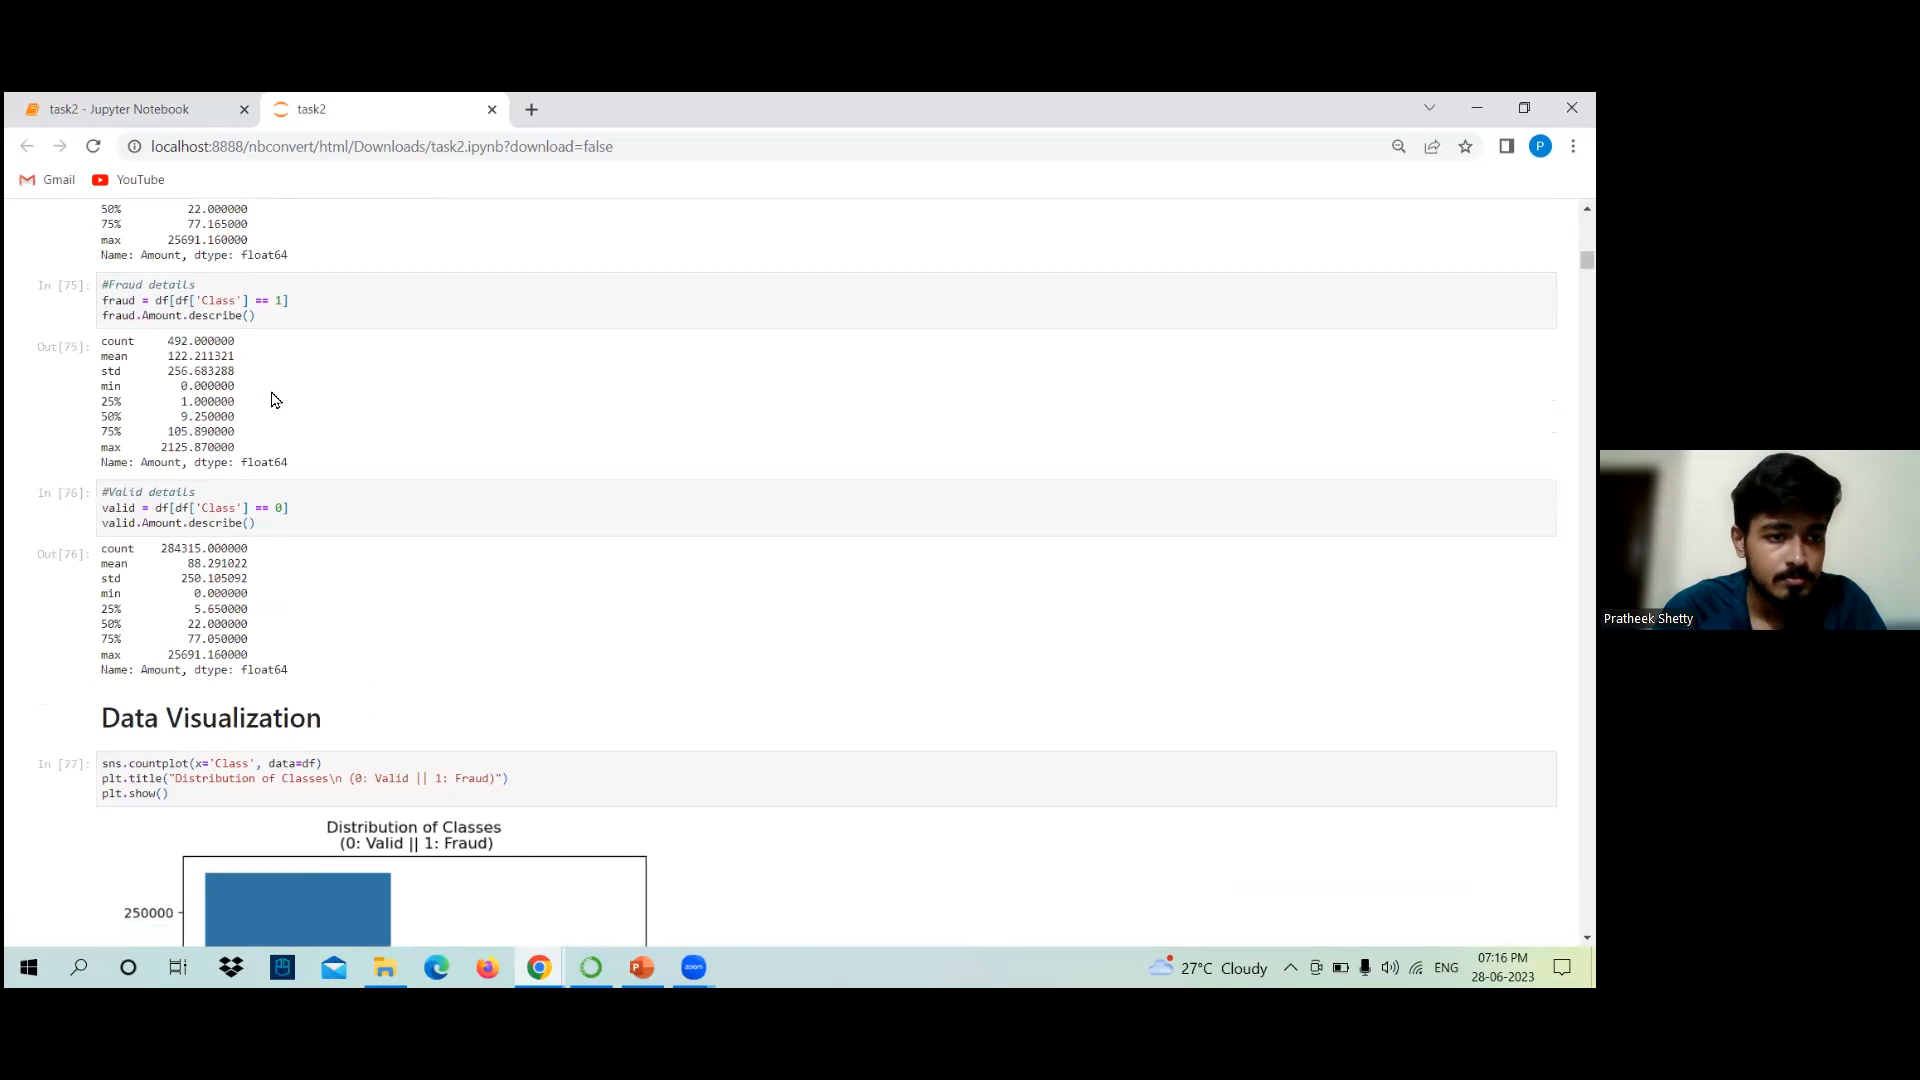 task2 - Jupyter Notebook
task2
localhost:8888/nbconvert/html/Downloads/task2.ipynb?download=false
P
Gmail
YouTube
50% 22.000000
75% 77.165000
max 25691.160000
Name: Amount, dtype: float64
In [75]:
#Fraud details
fraud = df[df['Class'] == 1]
fraud.Amount.describe()
Out[75]:
count 492.000000
mean 122.211321
std 256.683288
min 0.000000
25% 1.000000
50% 9.250000
75% 105.890000
max 2125.870000
Name: Amount, dtype: float64
In [76]:
#Valid details
valid = df[df['Class'] == 0]
valid.Amount.describe()
Out[76]:
count 284315.000000
mean 88.291022
std 250.105092
min 0.000000
25% 5.650000
50% 22.000000
75% 77.050000
max 25691.160000
Name: Amount, dtype: float64
Data Visualization
In [77]:
sns.countplot(x='Class', data=df)
plt.title("Distribution of Classes\n (0: Valid || 1: Fraud)")
plt.show()
Distribution of Classes
(0: Valid || 1: Fraud)
250000
Pratheek Shetty
zoom
27°C Cloudy
ENG
07:16 PM
28-06-2023